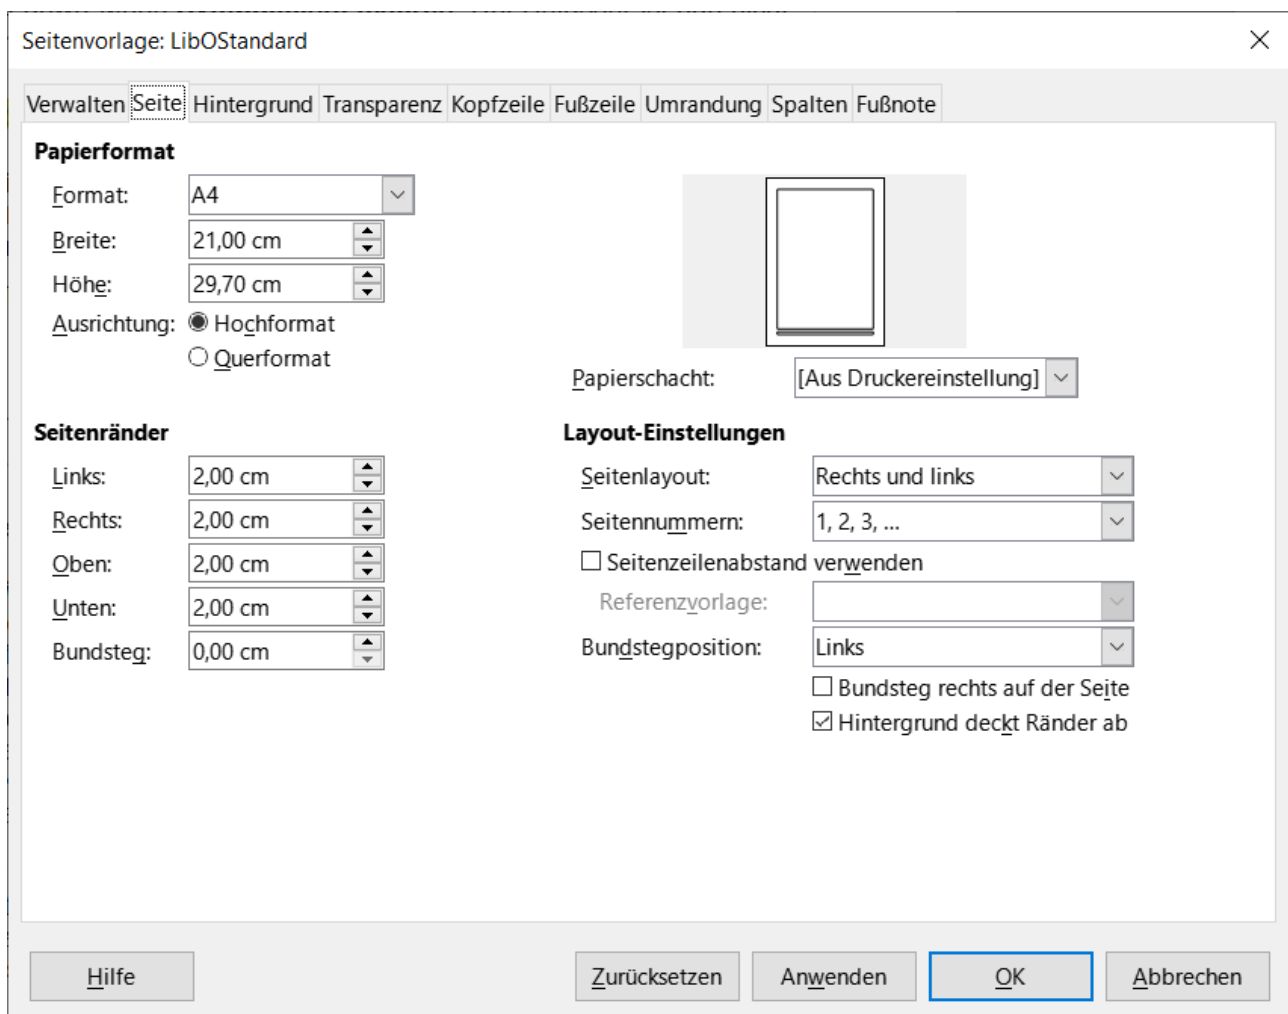 Seitenvorlage: LibOStandard
Verwalten Seite Hintergrund Transparenz Kopfzeile Fußzeile Umrandung Spalten Fußnote
Papierformat
Format: A4
Breite: 21,00 cm
Höhe: 29,70 cm
Ausrichtung: Hochformat
Querformat
Papierschacht: [Aus Druckereinstellung]
Seitenränder
Links: 2,00 cm
Rechts: 2,00 cm
Oben: 2,00 cm
Unten: 2,00 cm
Bundsteg: 0,00 cm
Layout-Einstellungen
Seitenlayout: Rechts und links
Seitennummern: 1, 2, 3, ...
Seitenzeilenabstand verwenden
Referenzvorlage:
Bundstegposition: Links
Bundsteg rechts auf der Seite
Hintergrund deckt Ränder ab
Hilfe Zurücksetzen Anwenden OK Abbrechen